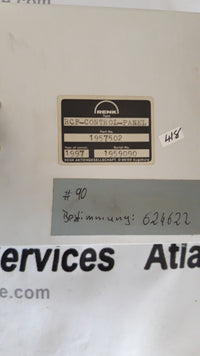 RENK
Type
RCP-CONTROL-PANEL
Part No.
1957502
Year of constr.
Serial No.
1997
1959090
RENK AKTIENGESELLSCHAFT D 86159 Augsburg
418
# 90
Bestimmung: 624622
ervices Atla
e.com